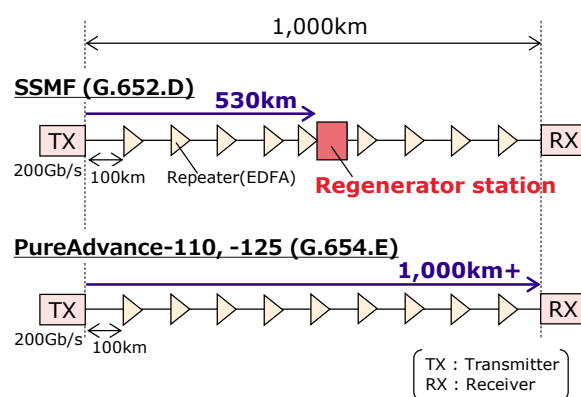 1,000km
SSMF (G.652.D)
530km
TX
RX
200Gb/s
100km
Repeater(EDFA)
Regenerator station
PureAdvance-110, -125 (G.654.E)
1,000km+
TX
RX
200Gb/s
100km
TX : Transmitter
RX : Receiver